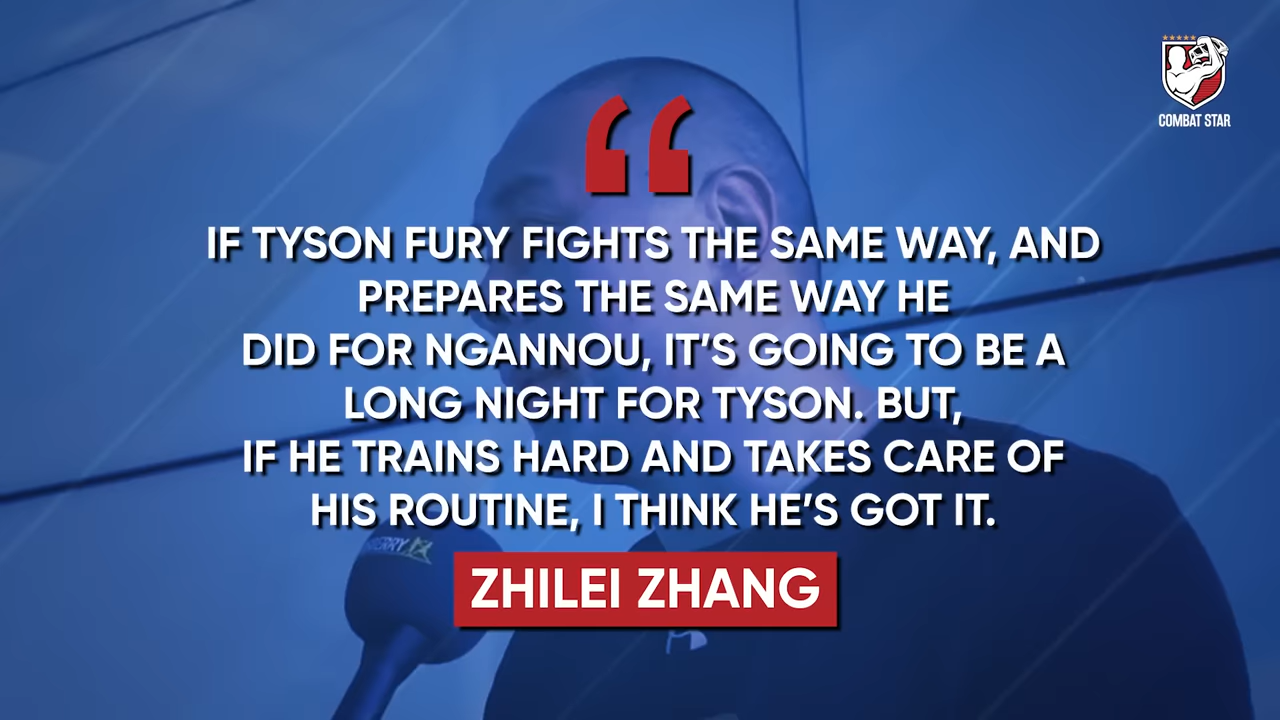 COMBAT STAR
IF TYSON FURY FIGHTS THE SAME WAY, AND
PREPARES THE SAME WAY HE
DID FOR NGANNOU, IT'S GOING TO BE A
LONG NIGHT FOR TYSON. BUT,
IF HE TRAINS HARD AND TAKES CARE OF
HIS ROUTINE, I THINK HE'S GOT IT.
ZHILEI ZHANG